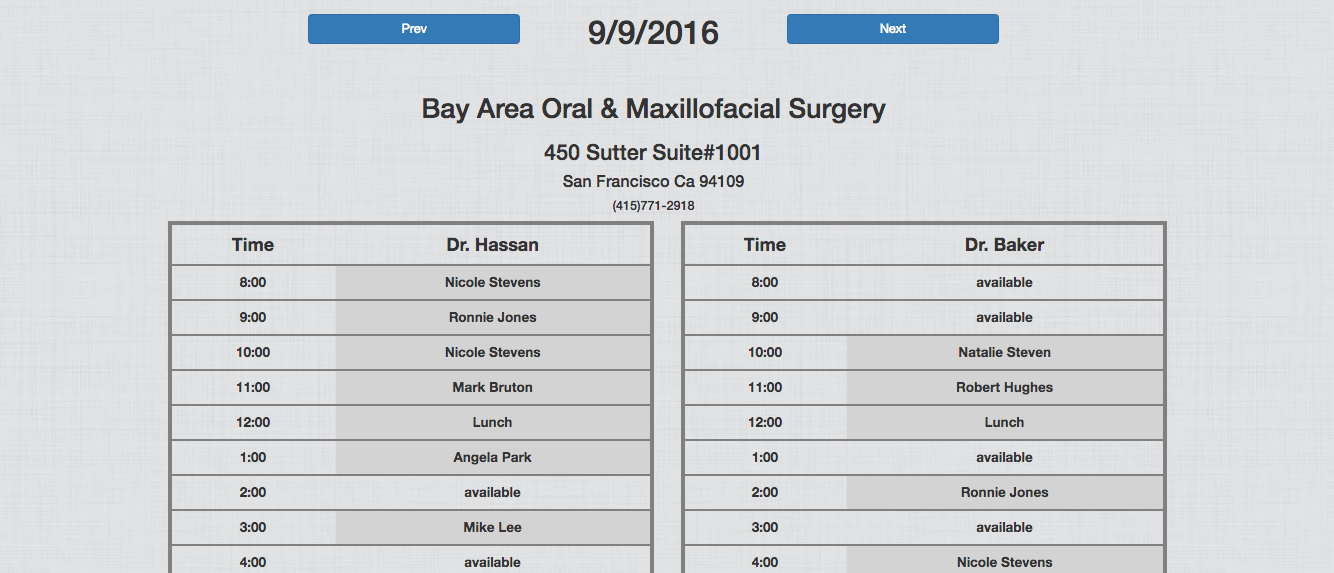 Prev 9/9/2016 Next
Bay Area Oral & Maxillofacial Surgery
450 Sutter Suite#1001
San Francisco Ca 94109
(415)771-2918
Time Dr. Hassan
8:00 Nicole Stevens
9:00 Ronnie Jones
10:00 Nicole Stevens
11:00 Mark Bruton
12:00 Lunch
1:00 Angela Park
2:00 available
3:00 Mike Lee
4:00 available
Time Dr. Baker
8:00 available
9:00 available
10:00 Natalie Steven
11:00 Robert Hughes
12:00 Lunch
1:00 available
2:00 Ronnie Jones
3:00 available
4:00 Nicole Stevens